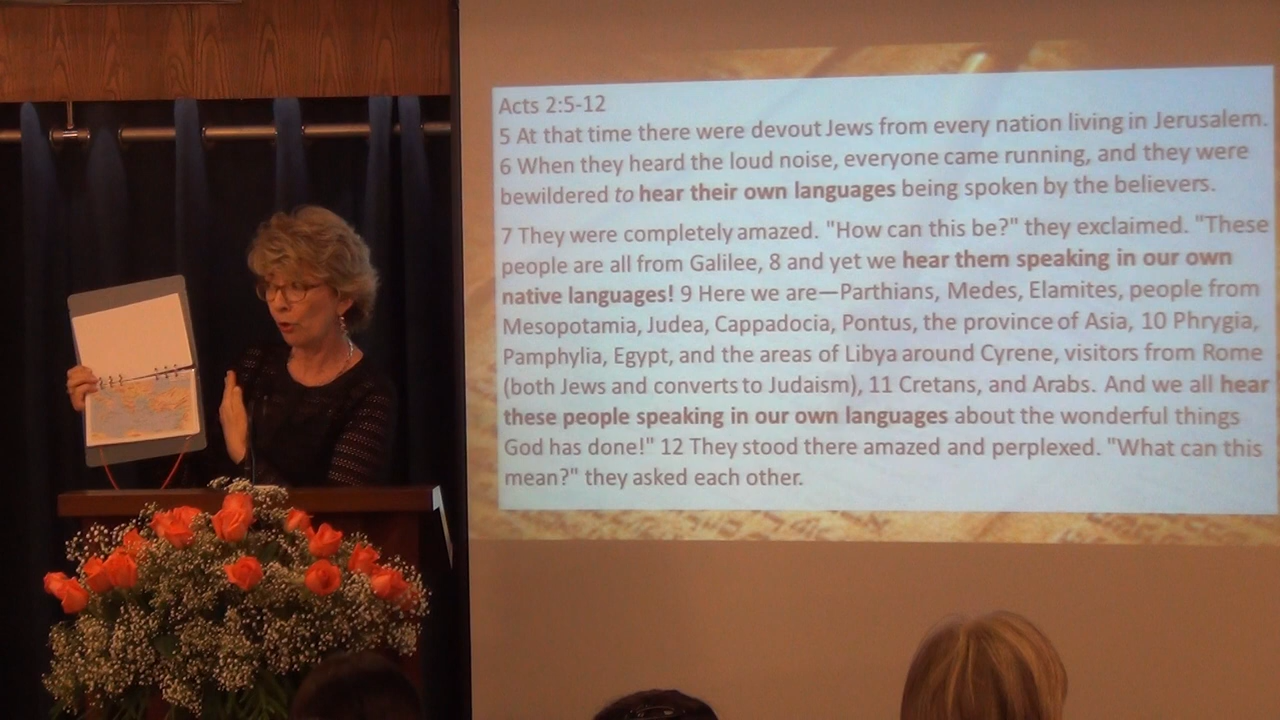 Acts 2:5-12
5 At that time there were devout Jews from every nation living in Jerusalem.
6 When they heard the loud noise, everyone came running, and they were
bewildered to hear their own languages being spoken by the believers.
7 They were completely amazed. "How can this be?" they exclaimed. "These
people are all from Galilee, 8 and yet we hear them speaking in our own
native languages! 9 Here we are—Parthians, Medes, Elamites, people from
Mesopotamia, Judea, Cappadocia, Pontus, the province of Asia, 10 Phrygia,
Pamphylia, Egypt, and the areas of Libya around Cyrene, visitors from Rome
(both Jews and converts to Judaism), 11 Cretans, and Arabs. And we all hear
these people speaking in our own languages about the wonderful things
God has done!" 12 They stood there amazed and perplexed. "What can this
mean?" they asked each other.